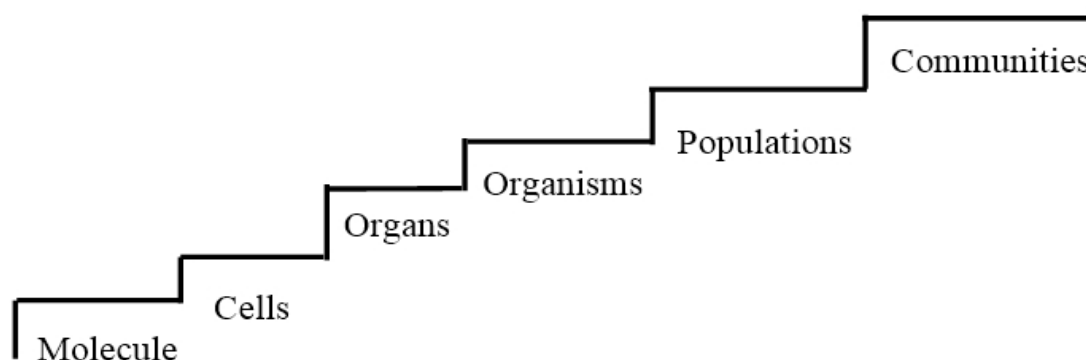 Communities
Populations
Organisms
Organs
Cells
Molecule